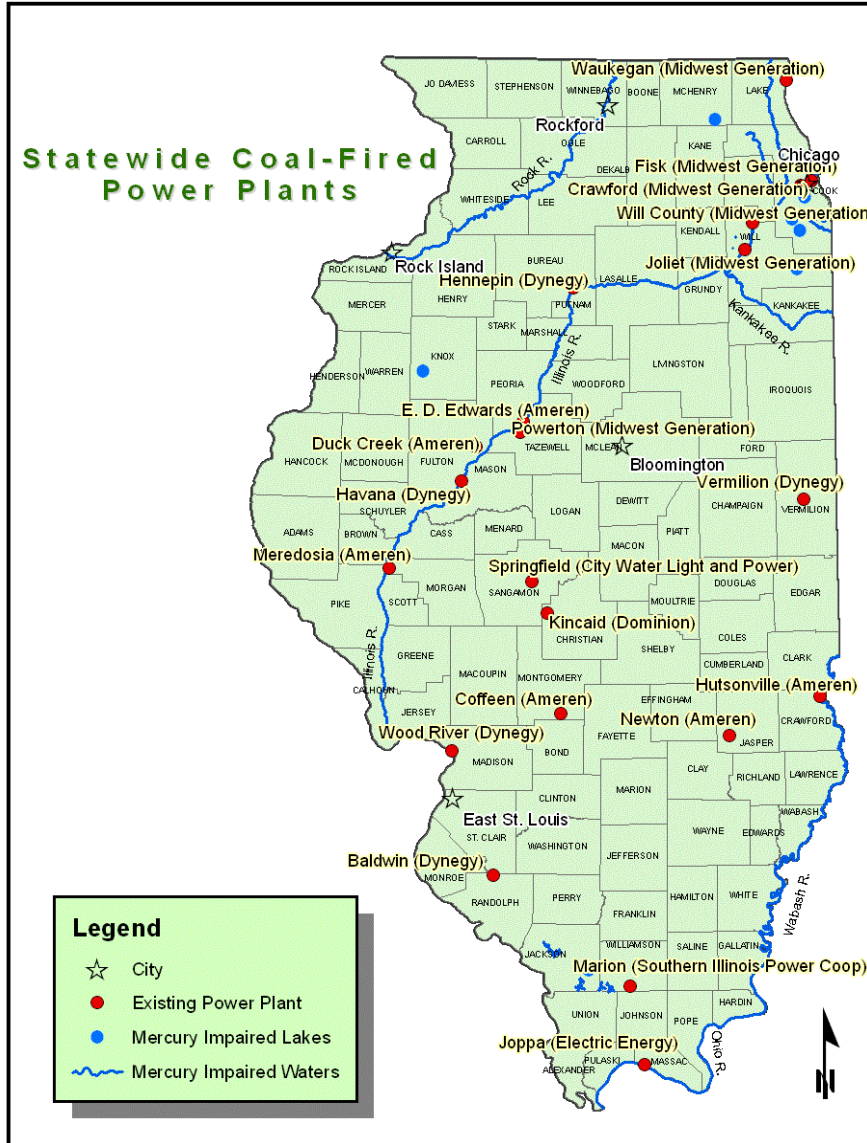 Statewide Coal-Fired
Power Plants
Waukegan (Midwest Generation)
JO DAVIESS
STEPHENSON
WINNEBAGO
BOONE
MCHENRY
LAKE
Rockford
CARROLL
OGLE
KANE
Chicago
DEKALB
Fisk (Midwest Generation)
COOK
Rock R.
Crawford (Midwest Generation)
WHITESIDE
LEE
Will County (Midwest Generation
KENDALL
WILL
BUREAU
Joliet (Midwest Generation)
ROCK ISLAND
Rock Island
LASALLE
Hennepin (Dynegy)
GRUNDY
MERCER
HENRY
PUTNAM
KANKAKEE
Kankakee R.
STARK
MARSHALL
Illinois R.
KNOX
LIVINGSTON
HENDERSON
WARREN
PEORIA
WOODFORD
IROQUOIS
E. D. Edwards (Ameren)
Powerton (Midwest Generation)
Duck Creek (Ameren)
TAZEWELL
MCLEAN
FORD
HANCOCK
MCDONOUGH
FULTON
MASON
Bloomington
Havana (Dynegy)
Vermilion (Dynegy)
DEWITT
CHAMPAIGN
VERMILION
SCHUYLER
LOGAN
ADAMS
BROWN
CASS
MENARD
PIATT
MACON
Meredosia (Ameren)
Springfield (City Water Light and Power)
MORGAN
SANGAMON
DOUGLAS
PIKE
SCOTT
MOULTRIE
EDGAR
Kincaid (Dominion)
CHRISTIAN
COLES
Illinois R.
GREENE
SHELBY
CLARK
MACOUPIN
MONTGOMERY
CUMBERLAND
CALHOUN
Hutsonville (Ameren)
JERSEY
Coffeen (Ameren)
EFFINGHAM
Newton (Ameren)
CRAWFORD
Wood River (Dynegy)
FAYETTE
JASPER
MADISON
BOND
CLAY
RICHLAND
LAWRENCE
MARION
CLINTON
WABASH
East St. Louis
WAYNE
EDWARDS
ST. CLAIR
WASHINGTON
JEFFERSON
Baldwin (Dynegy)
MONROE
RANDOLPH
PERRY
HAMILTON
WHITE
Wabash R.
FRANKLIN
JACKSON
WILLIAMSON
SALINE
GALLATIN
Marion (Southern Illinois Power Coop)
UNION
JOHNSON
POPE
HARDIN
Joppa (Electric Energy)
Ohio R.
ALEXANDER
PULASKI
MASSAC
Legend
City
Existing Power Plant
Mercury Impaired Lakes
Mercury Impaired Waters
N